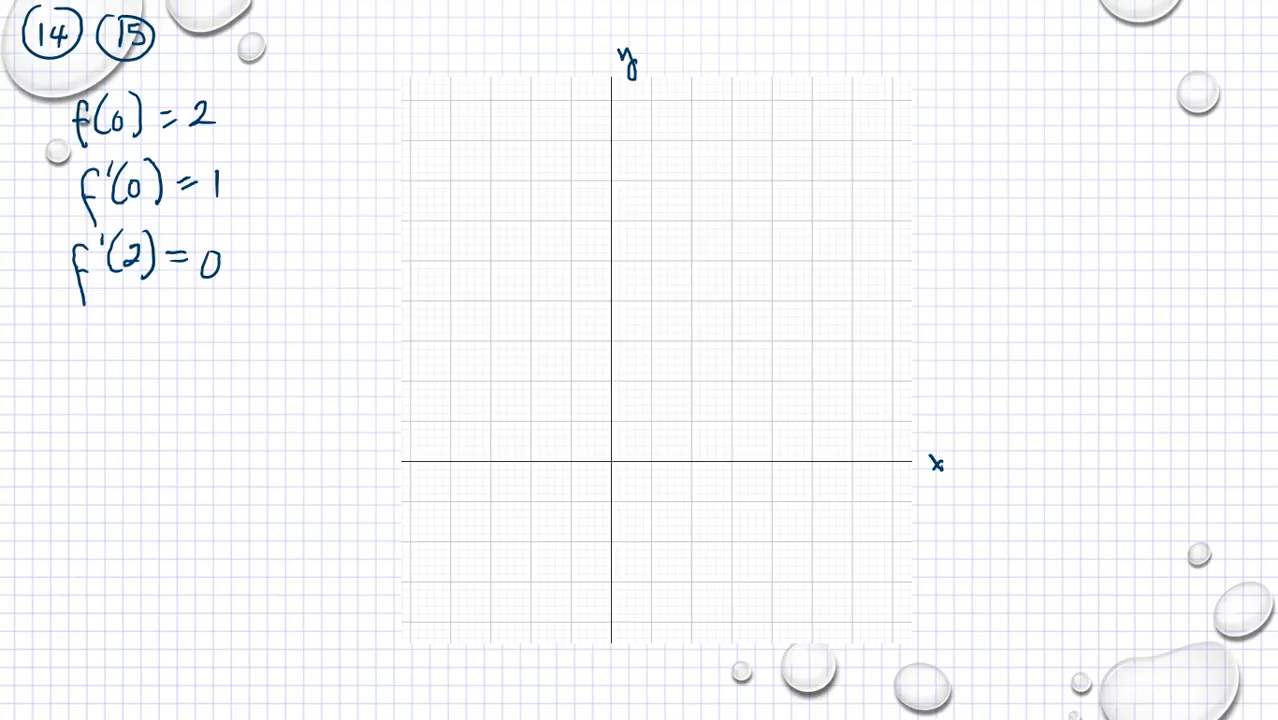 14 15
y
f(0) = 2
f'(0) = 1
f'(2) = 0
x